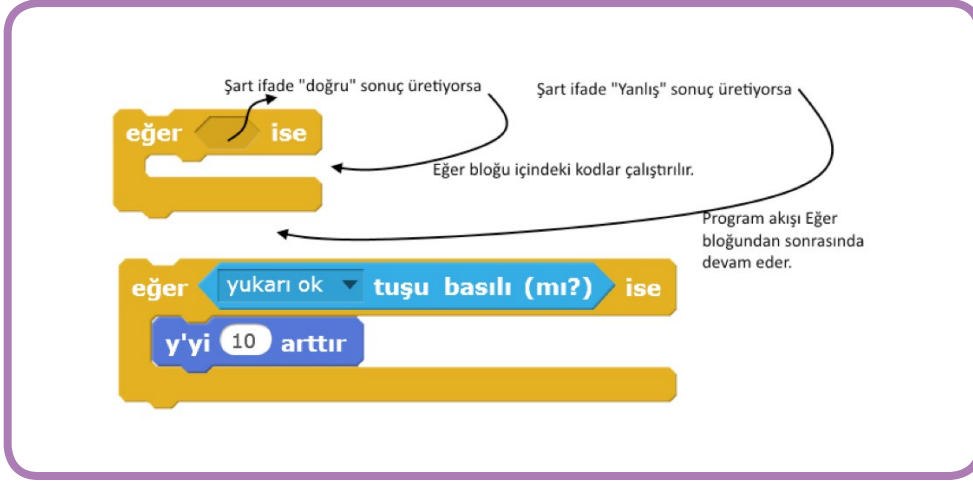 Şart ifade "doğru" sonuç üretiyorsa
Şart ifade "Yanlış" sonuç üretiyorsa
eğer ise
Eğer bloğu içindeki kodlar çalıştırılır.
Program akışı Eğer
bloğundan sonrasında
devam eder.
eğer yukarı ok tuşu basılı (mı?) ise
y'yi 10 arttır